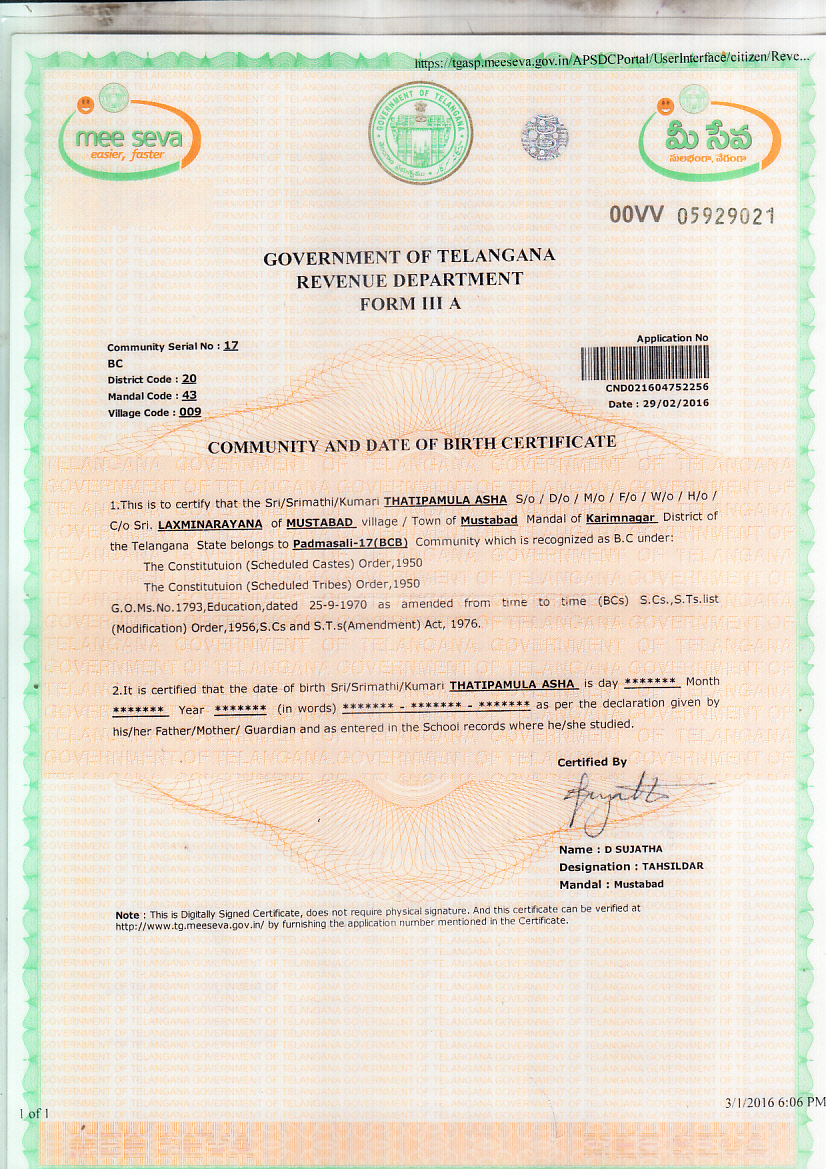 https://tgasp.meeseva.gov.in/APSDCPortal/UserInterface/citizen/Reve...
GOVERNMENT OF TELANGANA
mee seva
easier, faster
మీ సేవ
సులభంగా, వేగంగా
00VV 05929021
GOVERNMENT OF TELANGANA
REVENUE DEPARTMENT
FORM III A
Community Serial No : 17
BC
District Code : 20
Mandal Code : 43
Village Code : 009
Application No
CND021604752256
Date : 29/02/2016
COMMUNITY AND DATE OF BIRTH CERTIFICATE
1.This is to certify that the Sri/Srimathi/Kumari THATIPAMULA ASHA S/o / D/o / M/o / F/o / W/o / H/o /
C/o Sri. LAXMINARAYANA of MUSTABAD village / Town of Mustabad Mandal of Karimnagar District of
the Telangana State belongs to Padmasali-17(BCB) Community which is recognized as B.C under:
The Constitutuion (Scheduled Castes) Order,1950
The Constitutuion (Scheduled Tribes) Order,1950
G.O.Ms.No.1793,Education,dated 25-9-1970 as amended from time to time (BCs) S.Cs.,S.Ts.list
(Modification) Order,1956,S.Cs and S.T.s(Amendment) Act, 1976.
2.It is certified that the date of birth Sri/Srimathi/Kumari THATIPAMULA ASHA is day ******* Month
******* Year ******* (in words) ******* - ******* - ******* as per the declaration given by
his/her Father/Mother/ Guardian and as entered in the School records where he/she studied.
Certified By
Name : D SUJATHA
Designation : TAHSILDAR
Mandal : Mustabad
Note : This is Digitally Signed Certificate, does not require physical signature. And this certificate can be verified at
http://www.tg.meeseva.gov.in/ by furnishing the application number mentioned in the Certificate.
3/1/2016 6:06 PM
1 of 1